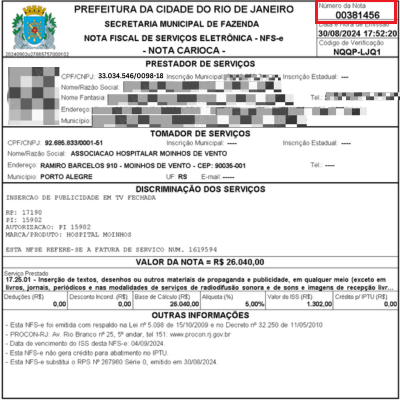 PREFEITURA DA CIDADE DO RIO DE JANEIRO
SECRETARIA MUNICIPAL DE FAZENDA
NOTA FISCAL DE SERVIÇOS ELETRÔNICA - NFS-e
- NOTA CARIOCA -
Número da Nota
00381456
Data e Hora de Emissão
30/08/2024 17:52:20
Código de Verificação
NQQP-LJQ1
PRESTADOR DE SERVIÇOS
CPF/CNPJ: 33.034.546/0098-18 Inscrição Municipal: Inscrição Estadual: ----
Nome/Razão Social:
Nome Fantasia Tel.:
Endereço
Município:
TOMADOR DE SERVIÇOS
CPF/CNPJ: 92.685.833/0001-51 Inscrição Municipal: ---- Inscrição Estadual: ----
Nome/Razão Social: ASSOCIACAO HOSPITALAR MOINHOS DE VENTO
Endereço: RAMIRO BARCELOS 910 - MOINHOS DE VENTO - CEP: 90035-001 Tel.: ----
Município: PORTO ALEGRE UF RS E-mail: -----
DISCRIMINAÇÃO DOS SERVIÇOS
INSERCAO DE PUBLICIDADE EM TV FECHADA
RP: 17190
PI: 15902
AUTORIZACAO: PI 15902
MARCA/PRODUTO: HOSPITAL MOINHOS
ESTA NFSE REFERE-SE A FATURA DE SERVICO NUM. 1619594
VALOR DA NOTA = R$ 26.040,00
Serviço Prestado
17.25.01 - Inserção de textos, desenhos ou outros materiais de propaganda e publicidade, em qualquer meio (exceto em
livros, jornais, periódicos e nas modalidades de serviços de radiodifusão sonora e de sons e imagens de recepção livr...
Deduções (R$) Desconto Incond. (R$) Base de Cálculo (R$) Alíquota (%) Valor do ISS (R$) Crédito p/ IPTU (R$)
0,00 0,00 26.040,00 5,00% 1.302,00 0,00
OUTRAS INFORMAÇÕES
- Esta NFS-e foi emitida com respaldo na Lei nº 5.098 de 15/10/2009 e no Decreto nº 32.250 de 11/05/2010
- PROCON-RJ: Av. Rio Branco nº 25, 5º andar, tel 151: www.procon.rj.gov.br
- Data de vencimento do ISS desta NFS-e: 04/09/2024.
- Esta NFS-e não gera crédito para abatimento no IPTU.
- Esta NFS-e substitui o RPS Nº 267960 Série 0, emitido em 30/08/2024.